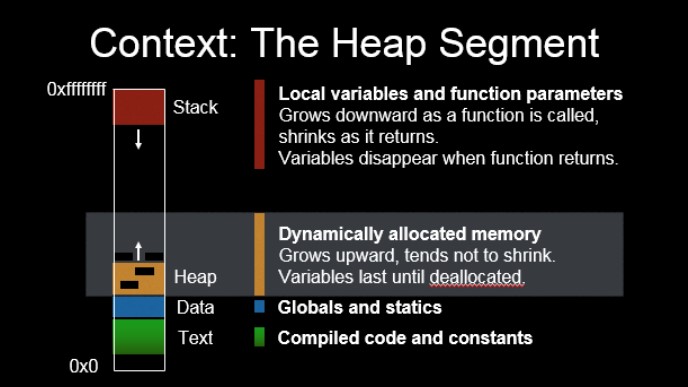 Context: The Heap Segment
0xffffffff
Stack
Local variables and function parameters
Grows downward as a function is called,
shrinks as it returns.
Variables disappear when function returns.
Dynamically allocated memory
Grows upward, tends not to shrink.
Heap
Variables last until deallocated.
Data
Globals and statics
Text
Compiled code and constants
0x0